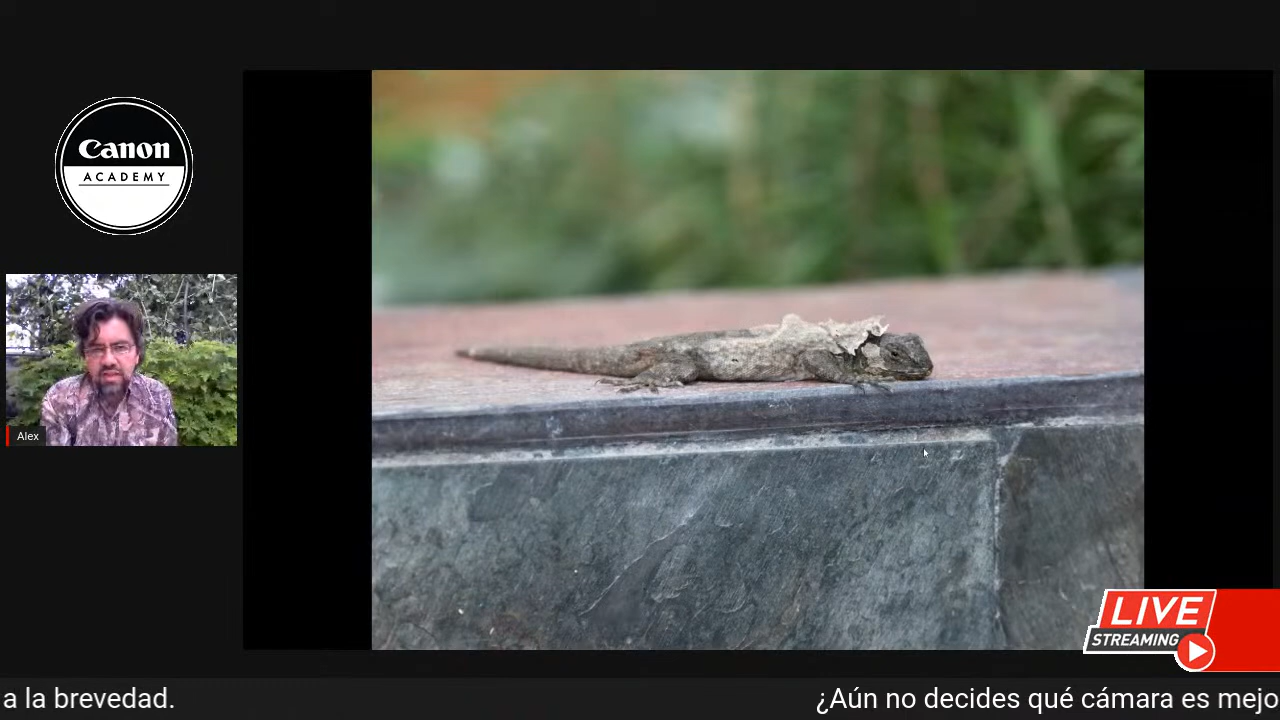 Canon
ACADEMY
Alex
LIVE
STREAMING
a la brevedad.
¿Aún no decides qué cámara es mejo